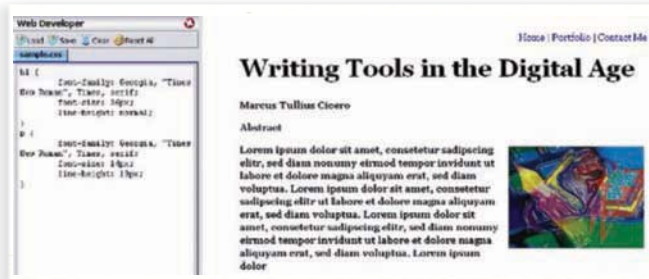 Web Developer
Load Save Clear Reset All
sample.css
h1 {
font-family: Georgia, "Times
New Roman", Times, serif;
font-size: 36px;
line-height: normal;
}
p {
font-family: Georgia, "Times
New Roman", Times, serif;
font-size: 14px;
line-height: 19px;
}
Home | Portfolio | Contact Me
Writing Tools in the Digital Age
Marcus Tullius Cicero
Abstract
Lorem ipsum dolor sit amet, consetetur sadipscing
elitr, sed diam nonumy eirmod tempor invidunt ut
labore et dolore magna aliquyam erat, sed diam
voluptua. Lorem ipsum dolor sit amet, consetetur
sadipscing elitr ut labore et dolore magna aliquyam
erat, sed diam voluptua. Lorem ipsum dolor sit
amet, consetetur sadipscing elitr, sed diam nonumy
eirmod tempor invidunt ut labore et dolore magna
aliquyam erat, sed diam voluptua. Lorem ipsum
dolor